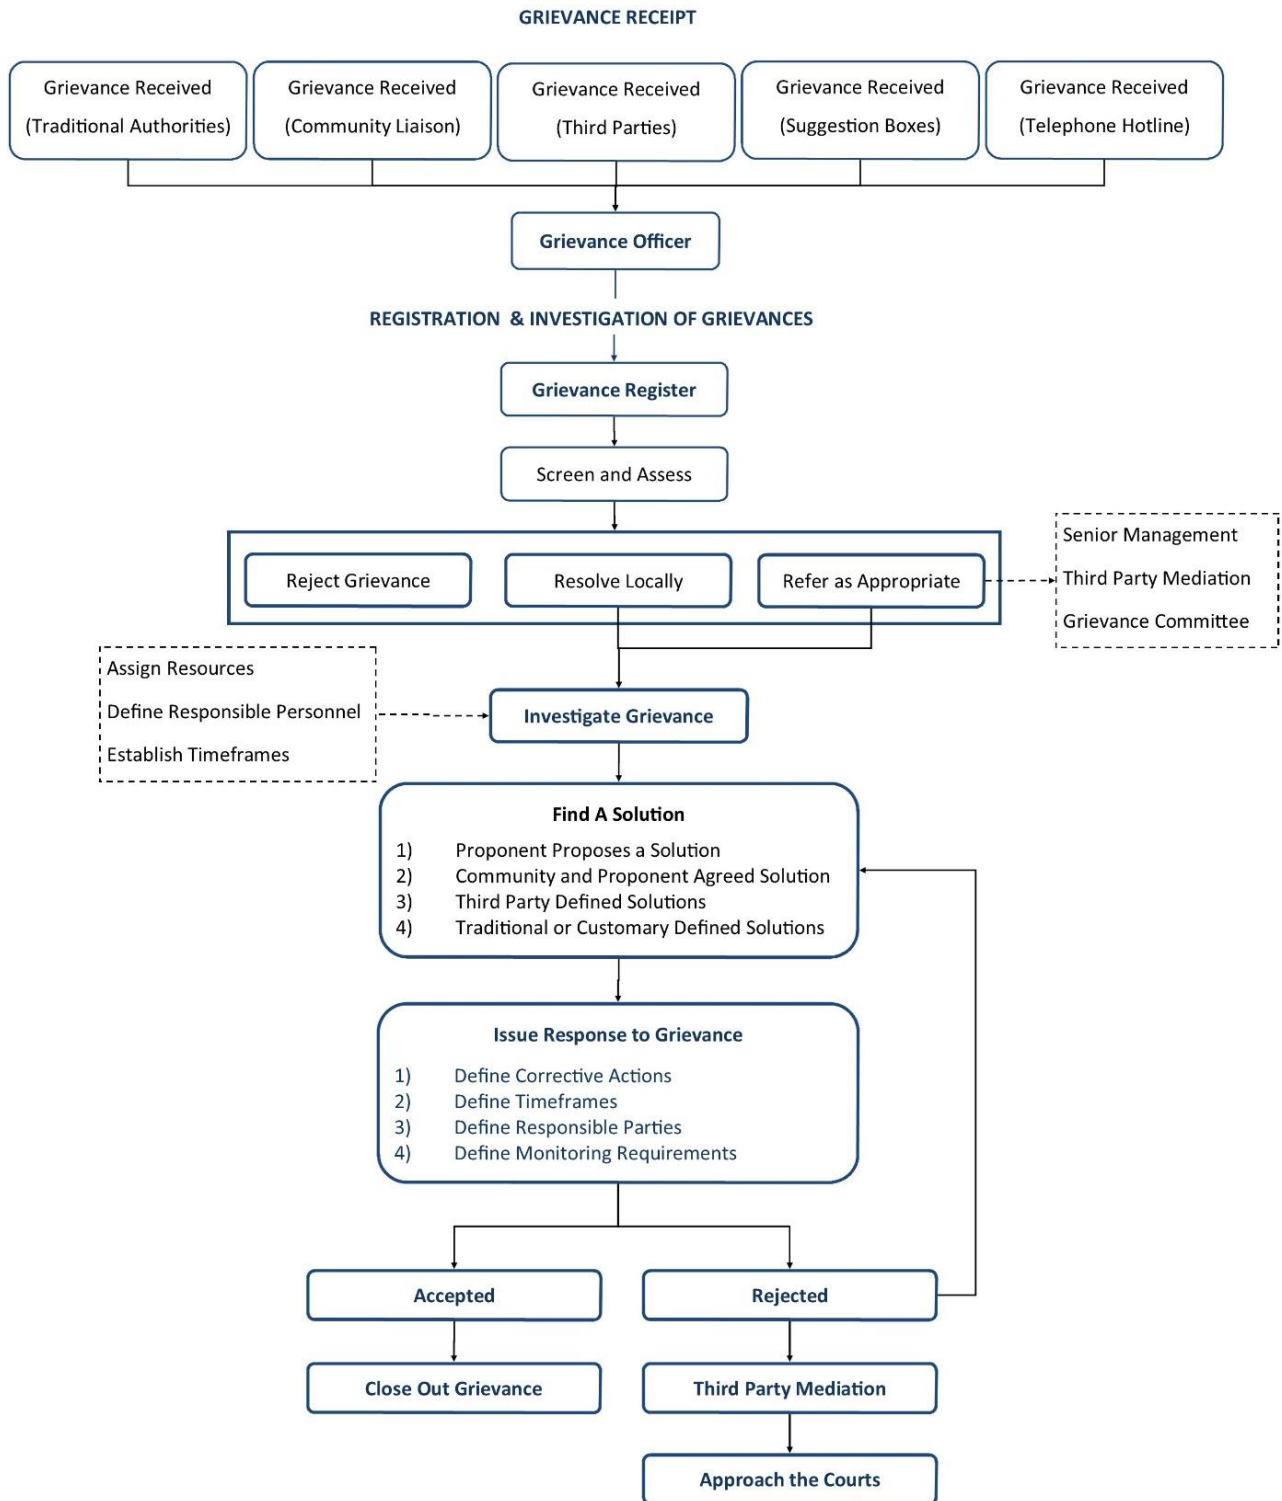 GRIEVANCE RECEIPT
Grievance Received
(Traditional Authorities)
Grievance Received
(Community Liaison)
Grievance Received
(Third Parties)
Grievance Received
(Suggestion Boxes)
Grievance Received
(Telephone Hotline)
Grievance Officer
REGISTRATION & INVESTIGATION OF GRIEVANCES
Grievance Register
Screen and Assess
Reject Grievance
Resolve Locally
Refer as Appropriate
Senior Management
Third Party Mediation
Grievance Committee
Assign Resources
Define Responsible Personnel
Establish Timeframes
Investigate Grievance
Find A Solution
1) Proponent Proposes a Solution
2) Community and Proponent Agreed Solution
3) Third Party Defined Solutions
4) Traditional or Customary Defined Solutions
Issue Response to Grievance
1) Define Corrective Actions
2) Define Timeframes
3) Define Responsible Parties
4) Define Monitoring Requirements
Accepted
Rejected
Close Out Grievance
Third Party Mediation
Approach the Courts